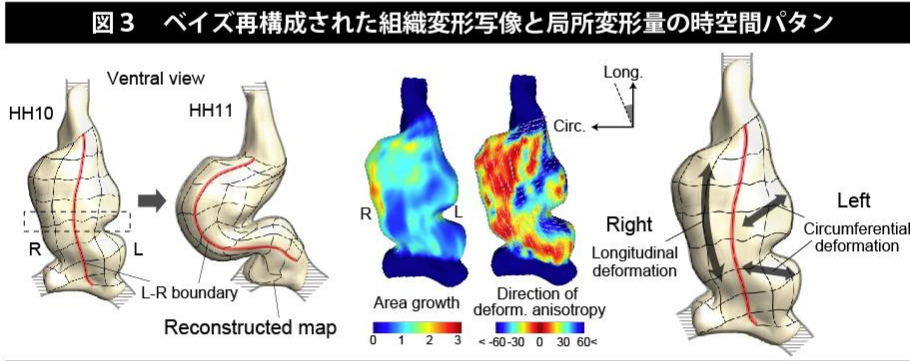 図3 ベイズ再構成された組織変形写像と局所変形量の時空間パタン
Ventral view
HH10
HH11
R
L
L-R boundary
Reconstructed map
R
L
Area growth
0 1 2 3
Long.
Circ.
Direction of
deform. anisotropy
< -60 -30 0 30 60<
Right
Longitudinal
deformation
Left
Circumferential
deformation